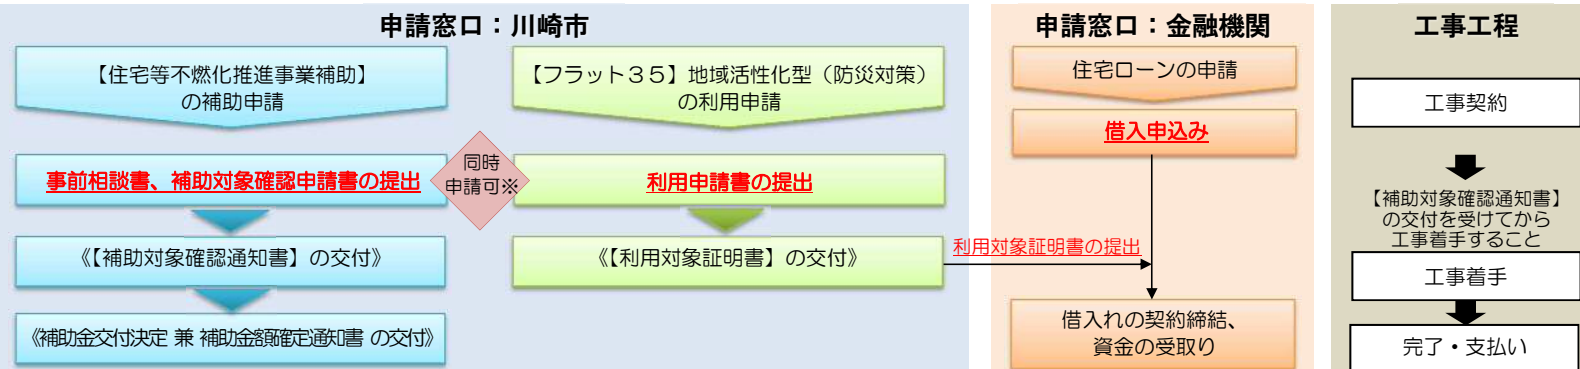 申請窓口：川崎市
【住宅等不燃化推進事業補助】
の補助申請
事前相談書、補助対象確認申請書の提出
《【補助対象確認通知書】の交付》
《補助金交付決定 兼 補助金額確定通知書 の交付》
同時
申請可※
【フラット３５】地域活性化型（防災対策）
の利用申請
利用申請書の提出
《【利用対象証明書】の交付》
利用対象証明書の提出
申請窓口：金融機関
住宅ローンの申請
借入申込み
借入れの契約締結、
資金の受取り
工事工程
工事契約
【補助対象確認通知書】
の交付を受けてから
工事着手すること
工事着手
完了・支払い